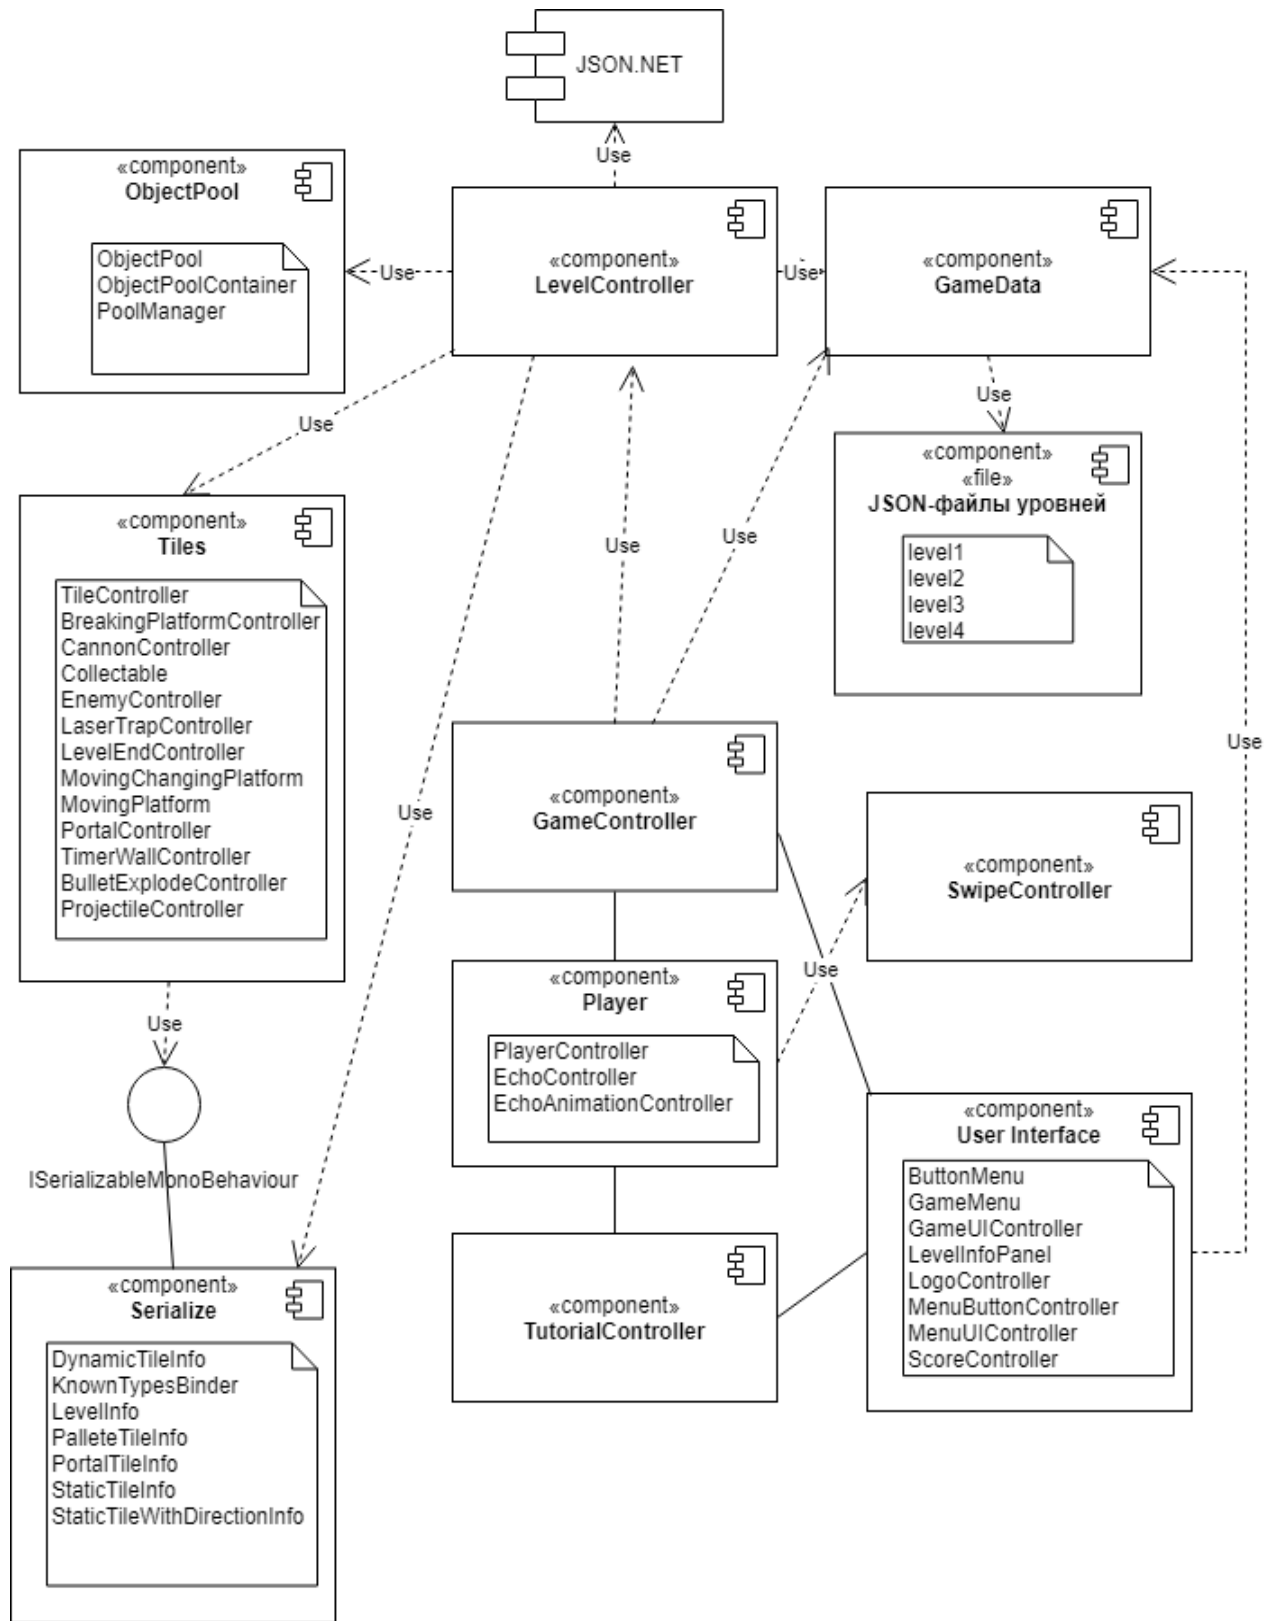 JSON.NET
Use
«component»
ObjectPool
ObjectPool
ObjectPoolContainer
PoolManager
Use
«component»
LevelController
Use
«component»
GameData
Use
Use
«component»
«file»
JSON-файлы уровней
level1
level2
level3
level4
«component»
Tiles
TileController
BreakingPlatformController
CannonController
Collectable
EnemyController
LaserTrapController
LevelEndController
MovingChangingPlatform
MovingPlatform
PortalController
TimerWallController
BulletExplodeController
ProjectileController
Use
Use
Use
Use
«component»
GameController
«component»
SwipeController
Use
«component»
Player
PlayerController
EchoController
EchoAnimationController
Use
ISerializableMonoBehaviour
«component»
User Interface
ButtonMenu
GameMenu
GameUIController
LevelInfoPanel
LogoController
MenuButtonController
MenuUIController
ScoreController
«component»
TutorialController
«component»
Serialize
DynamicTileInfo
KnownTypesBinder
LevelInfo
PalleteTileInfo
PortalTileInfo
StaticTileInfo
StaticTileWithDirectionInfo